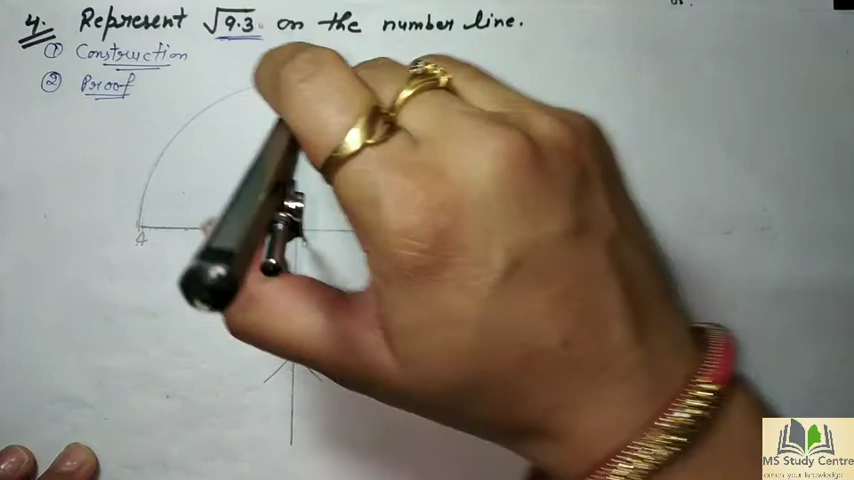 4. Represent √9.3 on the number line.
① Construction
② Proof
A
MS Study Centre